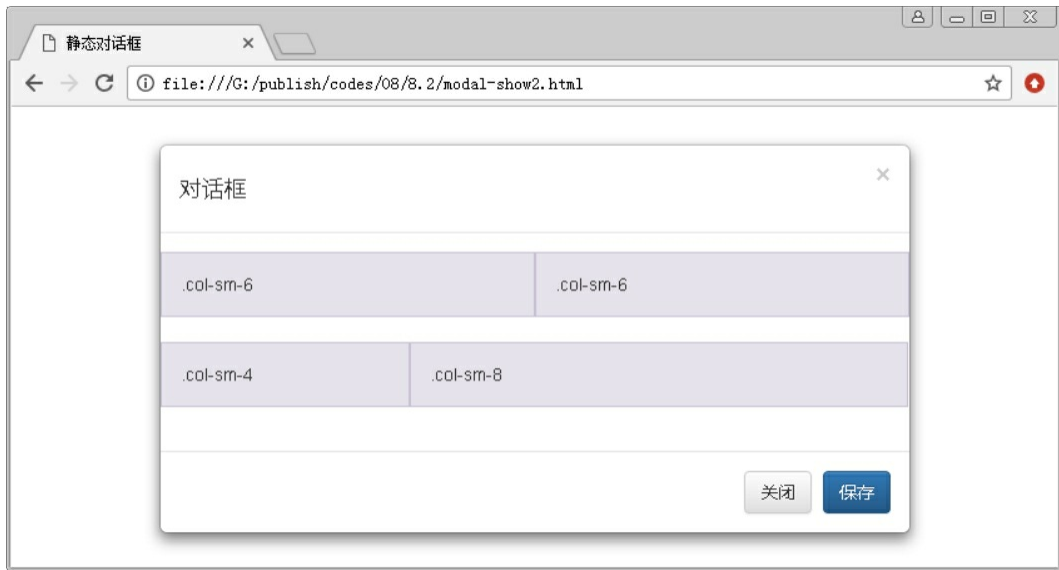 静态对话框
file:///G:/publish/codes/08/8.2/modal-show2.html
对话框
.col-sm-6 .col-sm-6
.col-sm-4 .col-sm-8
关闭 保存